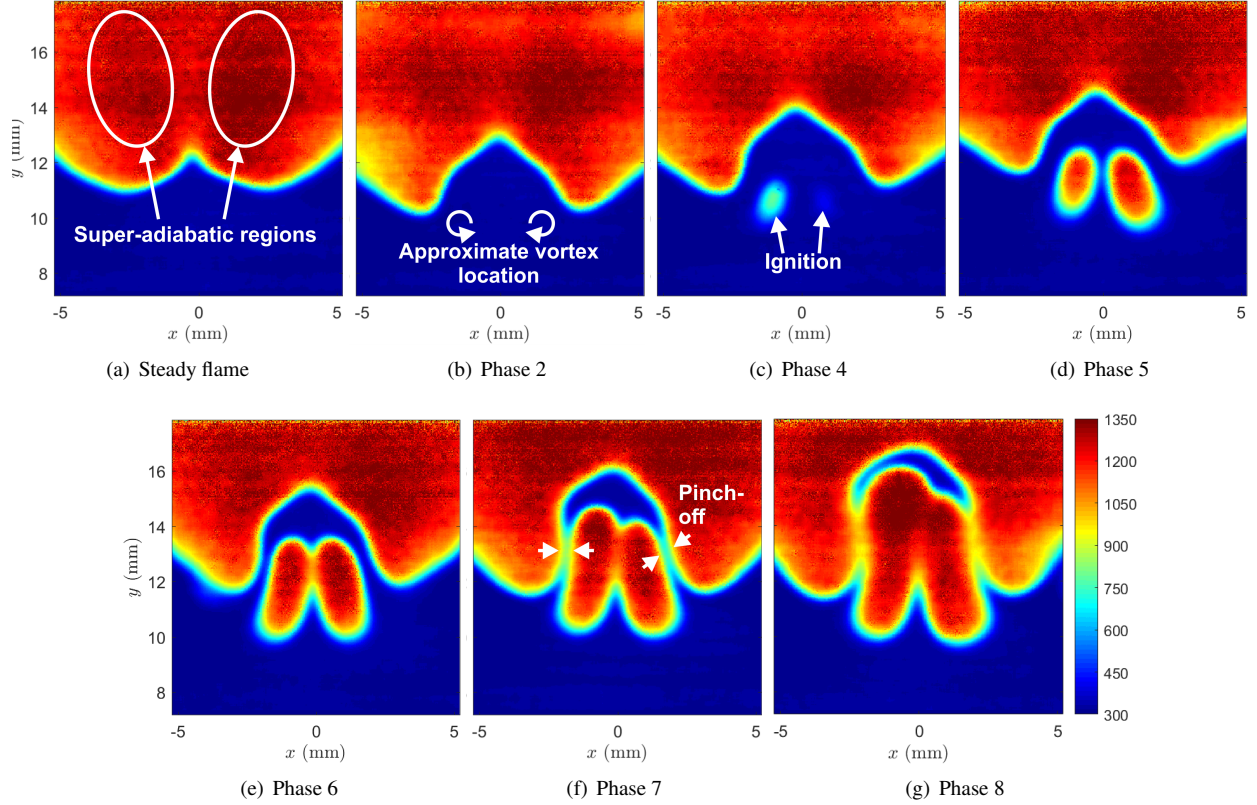 16
14
12
10
8
y (mm)
Super-adiabatic regions
Approximate vortex
location
Ignition
-5 0 5
-5 0 5
-5 0 5
-5 0 5
x (mm)
x (mm)
x (mm)
x (mm)
(a) Steady flame
(b) Phase 2
(c) Phase 4
(d) Phase 5
16
14
12
10
8
y (mm)
Pinch-
off
1350
1200
1050
900
750
600
450
300
-5 0 5
-5 0 5
-5 0 5
x (mm)
x (mm)
x (mm)
(e) Phase 6
(f) Phase 7
(g) Phase 8